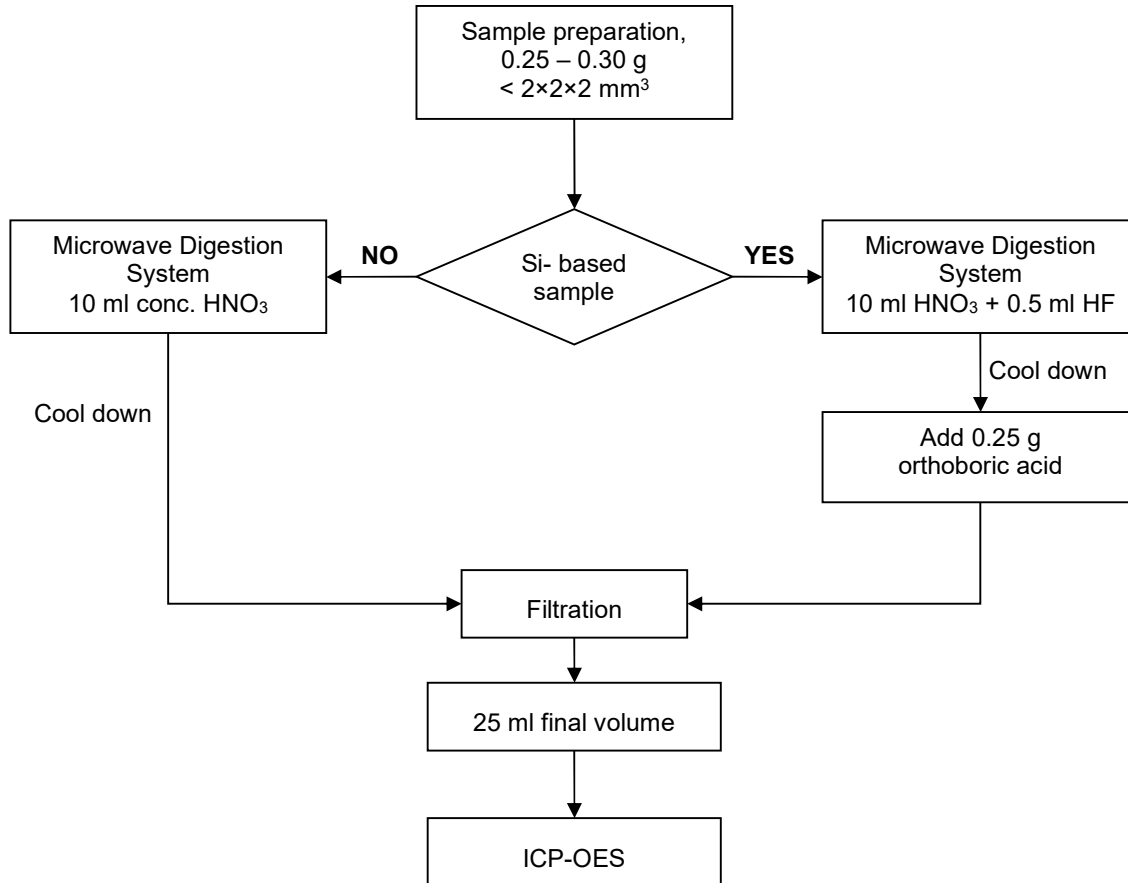 Sample preparation,
0.25 – 0.30 g
< 2×2×2 mm³
Microwave Digestion
System
10 ml conc. HNO₃
NO
Si- based
sample
YES
Microwave Digestion
System
10 ml HNO₃ + 0.5 ml HF
Cool down
Cool down
Add 0.25 g
orthoboric acid
Filtration
25 ml final volume
ICP-OES